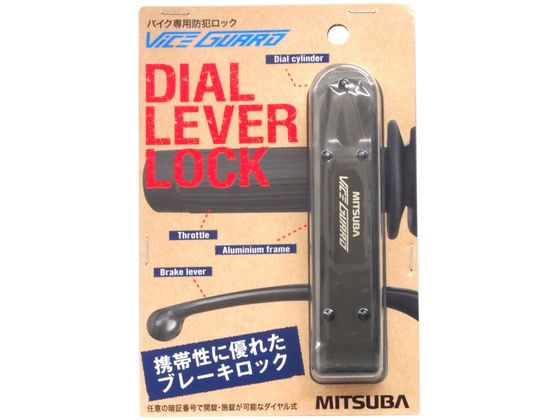 バイク専用防犯ロック
VICE GUARD
Dial cylinder
DIAL
LEVER
LOCK
MITSUBA
VICE GUARD
Throttle
Aluminium frame
Brake lever
携帯性に優れた
ブレーキロック
任意の暗証番号で開錠・施錠が可能なダイヤル式
MITSUBA